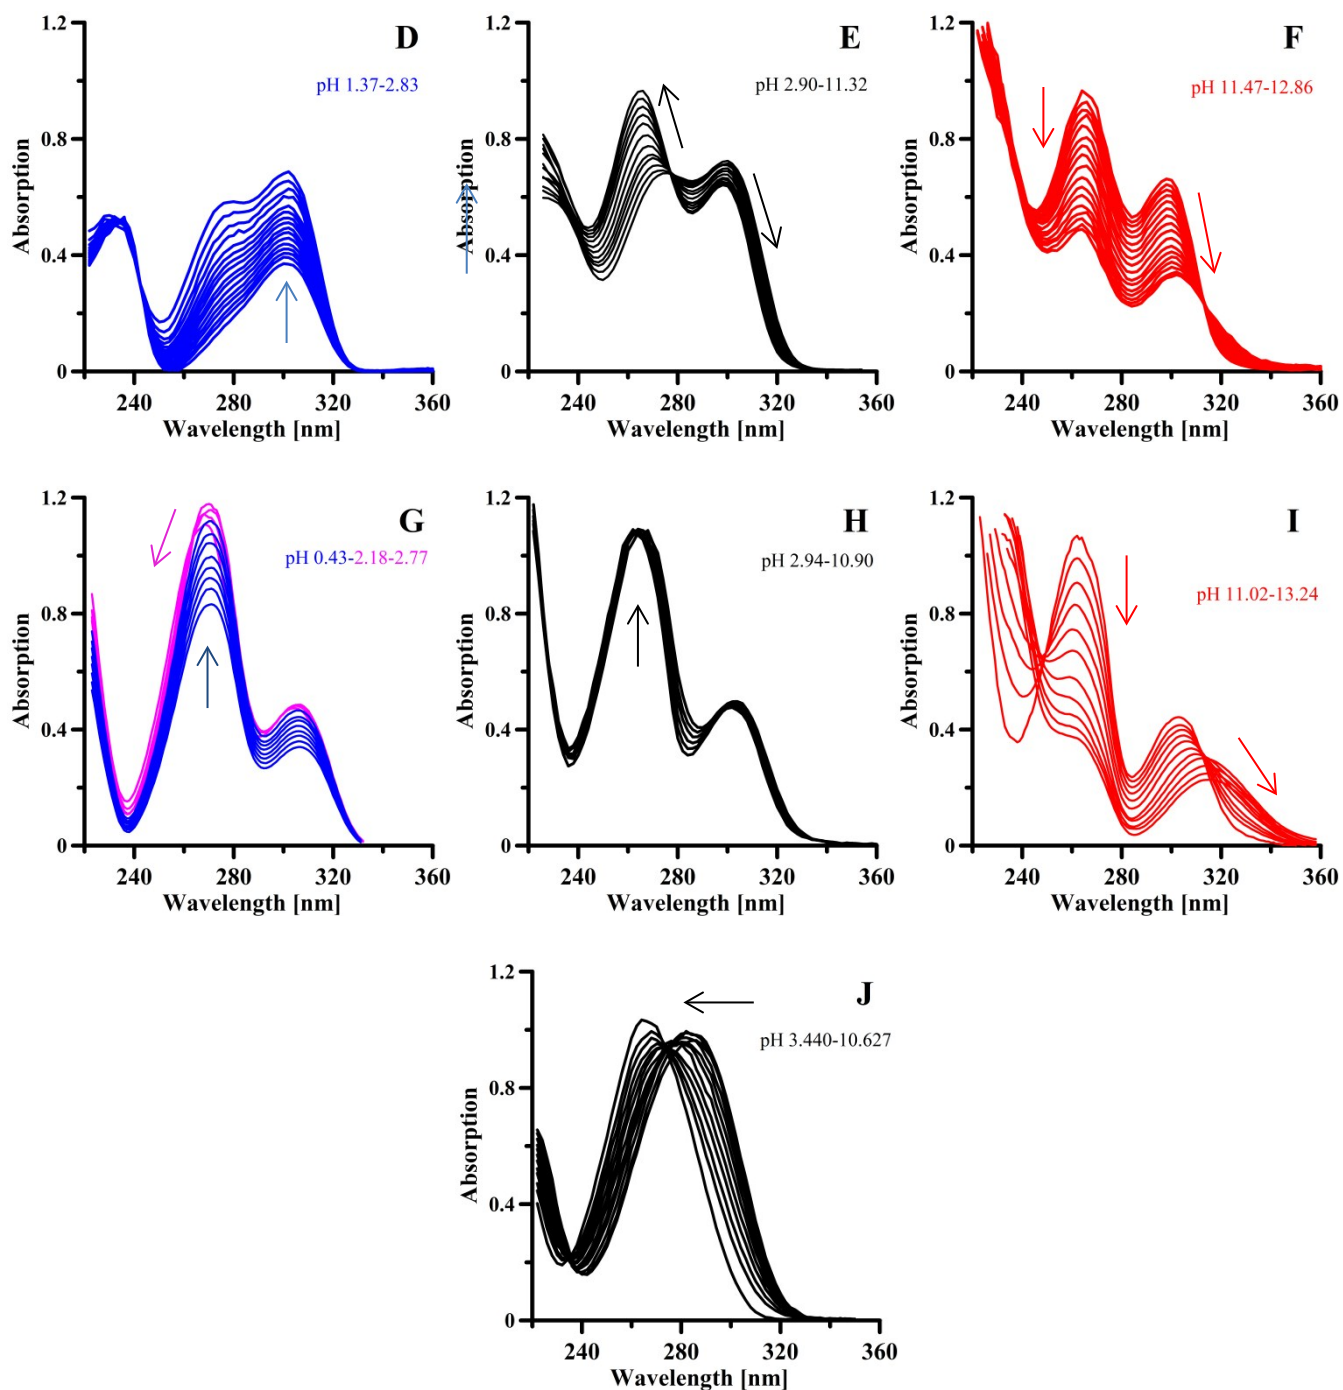 D
pH 1.37-2.83
Absorption
1.2
0.8
0.4
0
240 280 320 360
Wavelength [nm]
E
pH 2.90-11.32
Absorption
1.2
0.8
0.4
0
240 280 320 360
Wavelength [nm]
F
pH 11.47-12.86
Absorption
1.2
0.8
0.4
0
240 280 320 360
Wavelength [nm]
G
pH 0.43-2.18-2.77
Absorption
1.2
0.8
0.4
0
240 280 320 360
Wavelength [nm]
H
pH 2.94-10.90
Absorption
1.2
0.8
0.4
0
240 280 320 360
Wavelength [nm]
I
pH 11.02-13.24
Absorption
1.2
0.8
0.4
0
240 280 320 360
Wavelength [nm]
J
pH 3.440-10.627
Absorption
1.2
0.8
0.4
0
240 280 320 360
Wavelength [nm]